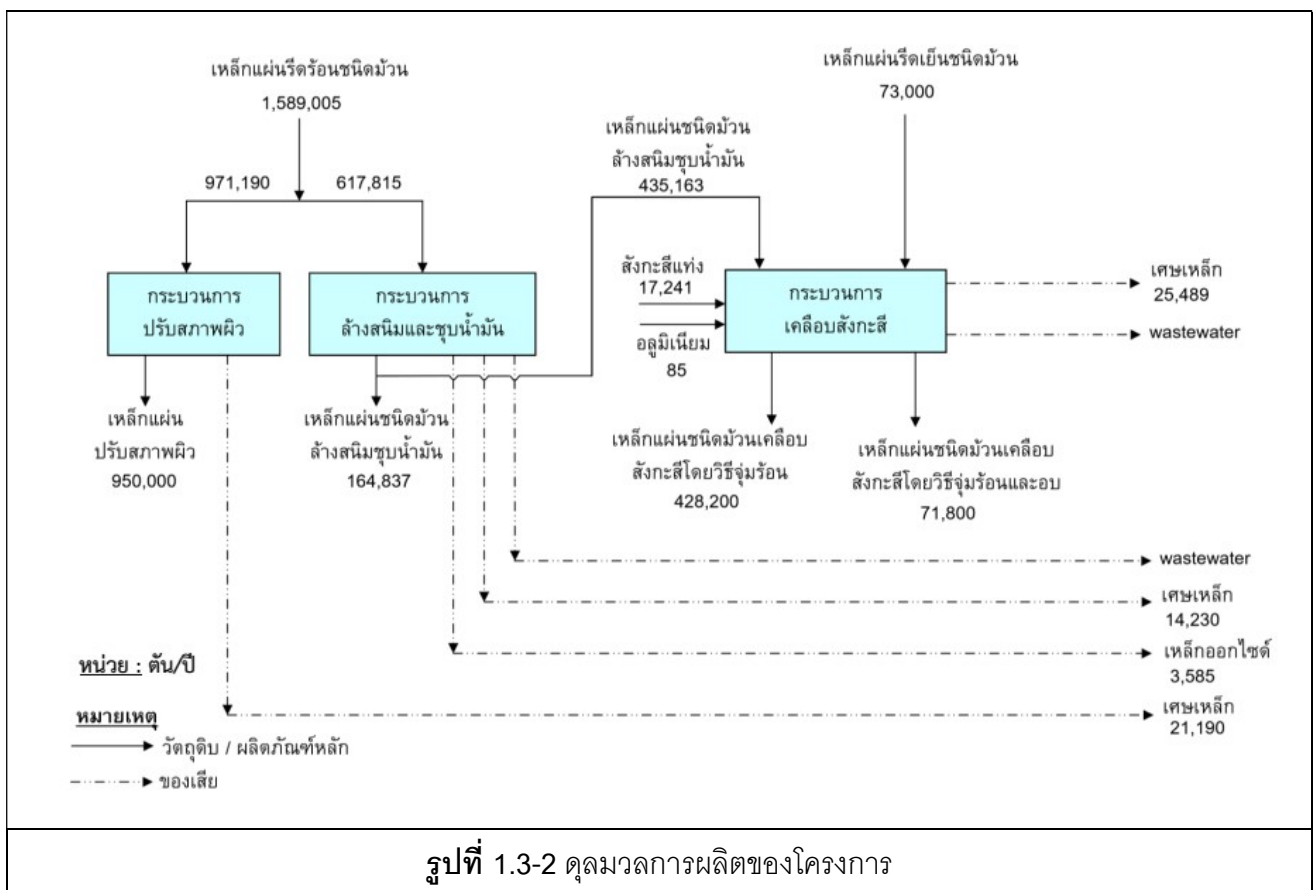 เหล็กแผ่นรีดร้อนชนิดม้วน
1,589,005
เหล็กแผ่นรีดเย็นชนิดม้วน
73,000
เหล็กแผ่นชนิดม้วน
ล้างสนิมชุบน้ำมัน
435,163
971,190
617,815
กระบวนการ
ปรับสภาพผิว
กระบวนการ
ล้างสนิมและชุบน้ำมัน
สังกะสีแท่ง
17,241
อลูมิเนียม
85
กระบวนการ
เคลือบสังกะสี
เศษเหล็ก
25,489
wastewater
เหล็กแผ่น
ปรับสภาพผิว
950,000
เหล็กแผ่นชนิดม้วน
ล้างสนิมชุบน้ำมัน
164,837
เหล็กแผ่นชนิดม้วนเคลือบ
สังกะสีโดยวิธีจุ่มร้อน
428,200
เหล็กแผ่นชนิดม้วนเคลือบ
สังกะสีโดยวิธีจุ่มร้อนและอบ
71,800
wastewater
เศษเหล็ก
14,230
เหล็กออกไซด์
3,585
เศษเหล็ก
21,190
หน่วย : ตัน/ปี
หมายเหตุ
วัตถุดิบ / ผลิตภัณฑ์หลัก
ของเสีย
รูปที่ 1.3-2 ดุลมวลการผลิตของโครงการ